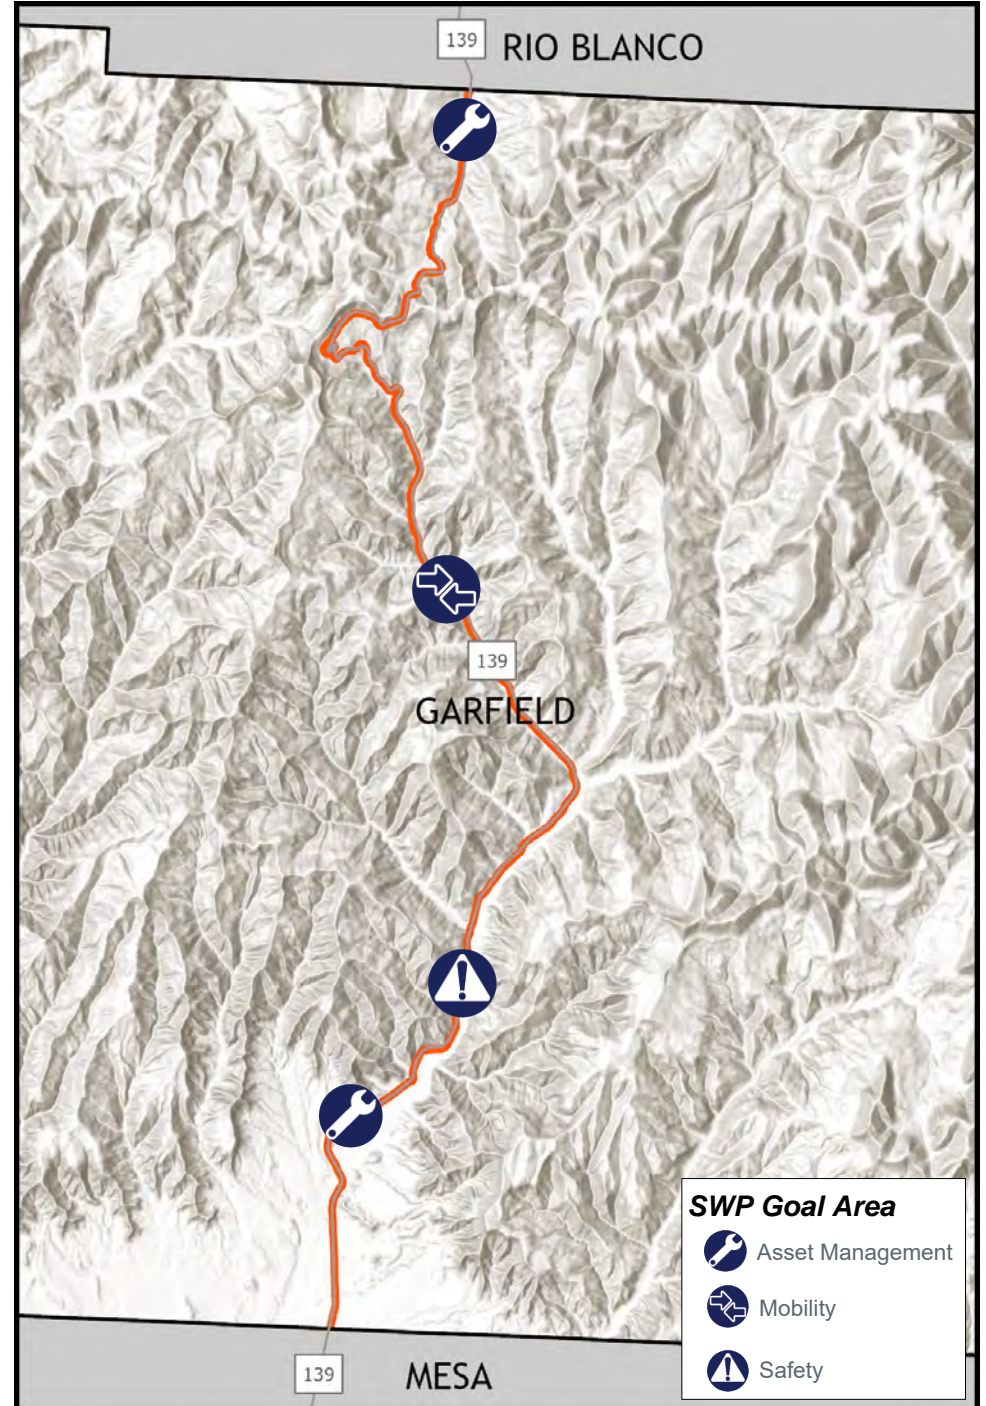 139
RIO BLANCO
139
GARFIELD
SWP Goal Area
Asset Management
Mobility
Safety
139
MESA